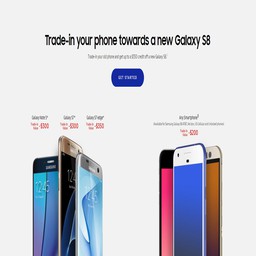 Trade-in your phone towards a new Galaxy S8
Trade-in your old phone and get up to a $300 credit off a new Galaxy S8.
GET STARTED
Galaxy Note5
Trade-In Value $300
Galaxy S7
Trade-In Value $300
Galaxy S7 edge
Trade-In Value $350
Any Smartphone
Trade-In Value $200
SAMSUNG